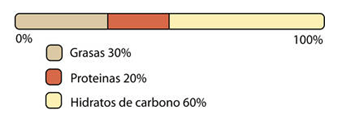 0% 100%
Grasas 30%
Proteinas 20%
Hidratos de carbono 60%